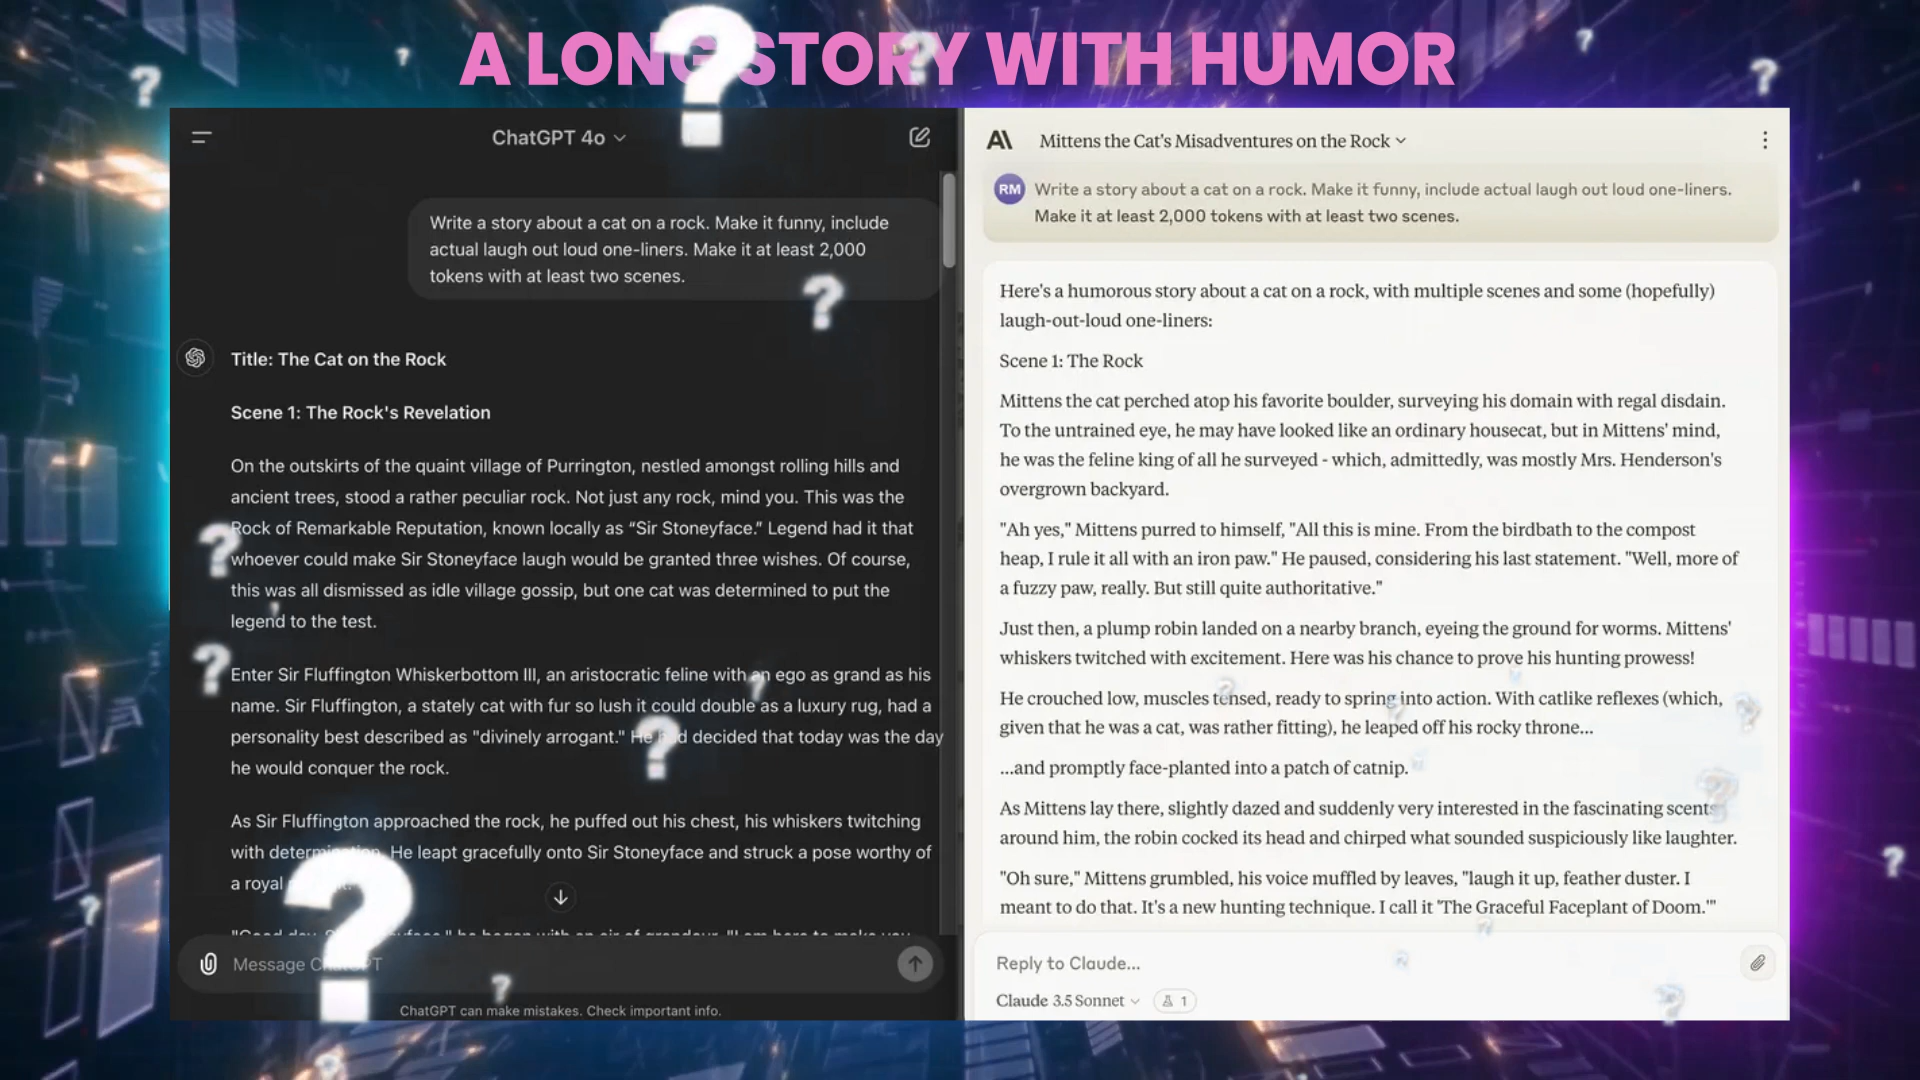 A LONG STORY WITH HUMOR
ChatGPT 4o
Write a story about a cat on a rock. Make it funny, include
actual laugh out loud one-liners. Make it at least 2,000
tokens with at least two scenes.
Title: The Cat on the Rock
Scene 1: The Rock's Revelation
On the outskirts of the quaint village of Purrington, nestled amongst rolling hills and
ancient trees, stood a rather peculiar rock. Not just any rock, mind you. This was the
Rock of Remarkable Reputation, known locally as “Sir Stoneyface.” Legend had it that
whoever could make Sir Stoneyface laugh would be granted three wishes. Of course,
this was all dismissed as idle village gossip, but one cat was determined to put the
legend to the test.
Enter Sir Fluffington Whiskerbottom III, an aristocratic feline with an ego as grand as his
name. Sir Fluffington, a stately cat with fur so lush it could double as a luxury rug, had a
personality best described as "divinely arrogant." He had decided that today was the day
he would conquer the rock.
As Sir Fluffington approached the rock, he puffed out his chest, his whiskers twitching
with determination. He leapt gracefully onto Sir Stoneyface and struck a pose worthy of
a royal
Message ChatGPT
ChatGPT can make mistakes. Check important info.
Mittens the Cat's Misadventures on the Rock
RM
Write a story about a cat on a rock. Make it funny, include actual laugh out loud one-liners.
Make it at least 2,000 tokens with at least two scenes.
Here's a humorous story about a cat on a rock, with multiple scenes and some (hopefully)
laugh-out-loud one-liners:
Scene 1: The Rock
Mittens the cat perched atop his favorite boulder, surveying his domain with regal disdain.
To the untrained eye, he may have looked like an ordinary housecat, but in Mittens' mind,
he was the feline king of all he surveyed - which, admittedly, was mostly Mrs. Henderson's
overgrown backyard.
"Ah yes," Mittens purred to himself, "All this is mine. From the birdbath to the compost
heap, I rule it all with an iron paw." He paused, considering his last statement. "Well, more of
a fuzzy paw, really. But still quite authoritative."
Just then, a plump robin landed on a nearby branch, eyeing the ground for worms. Mittens'
whiskers twitched with excitement. Here was his chance to prove his hunting prowess!
He crouched low, muscles tensed, ready to spring into action. With catlike reflexes (which,
given that he was a cat, was rather fitting), he leaped off his rocky throne...
...and promptly face-planted into a patch of catnip.
As Mittens lay there, slightly dazed and suddenly very interested in the fascinating scents
around him, the robin cocked its head and chirped what sounded suspiciously like laughter.
"Oh sure," Mittens grumbled, his voice muffled by leaves, "laugh it up, feather duster. I
meant to do that. It's a new hunting technique. I call it 'The Graceful Faceplant of Doom.'"
Reply to Claude...
Claude 3.5 Sonnet
1